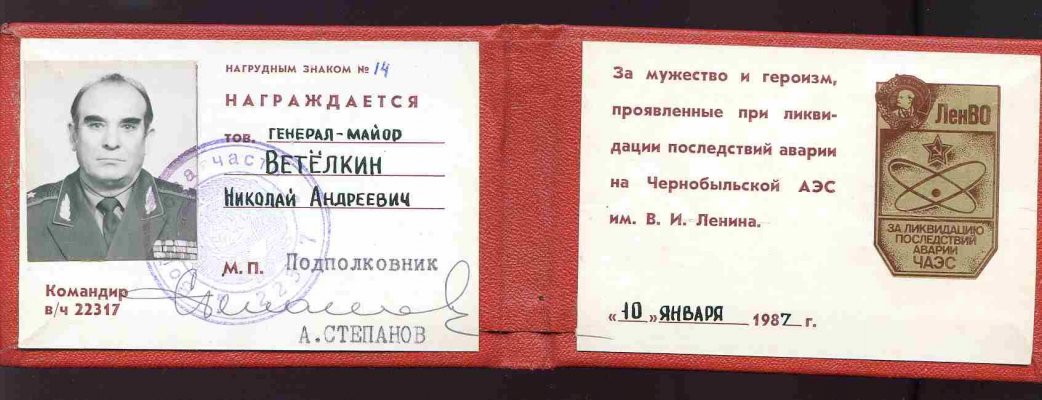 НАГРУДНЫМ ЗНАКОМ № 14
НАГРАЖДАЕТСЯ
тов. ГЕНЕРАЛ-МАЙОР
ВЕТЁЛКИН
НИКОЛАЙ АНДРЕЕВИЧ
М. П. Подполковник
Командир
в/ч 22317
А.СТЕПАНОВ
За мужество и героизм,
проявленные при ликви-
дации последствий аварии
на Чернобыльской АЭС
им. В. И. Ленина.
«10» ЯНВАРЯ 1987 г.
ЛенВО
ЗА ЛИКВИДАЦИЮ
ПОСЛЕДСТВИЙ
АВАРИИ
ЧАЭС